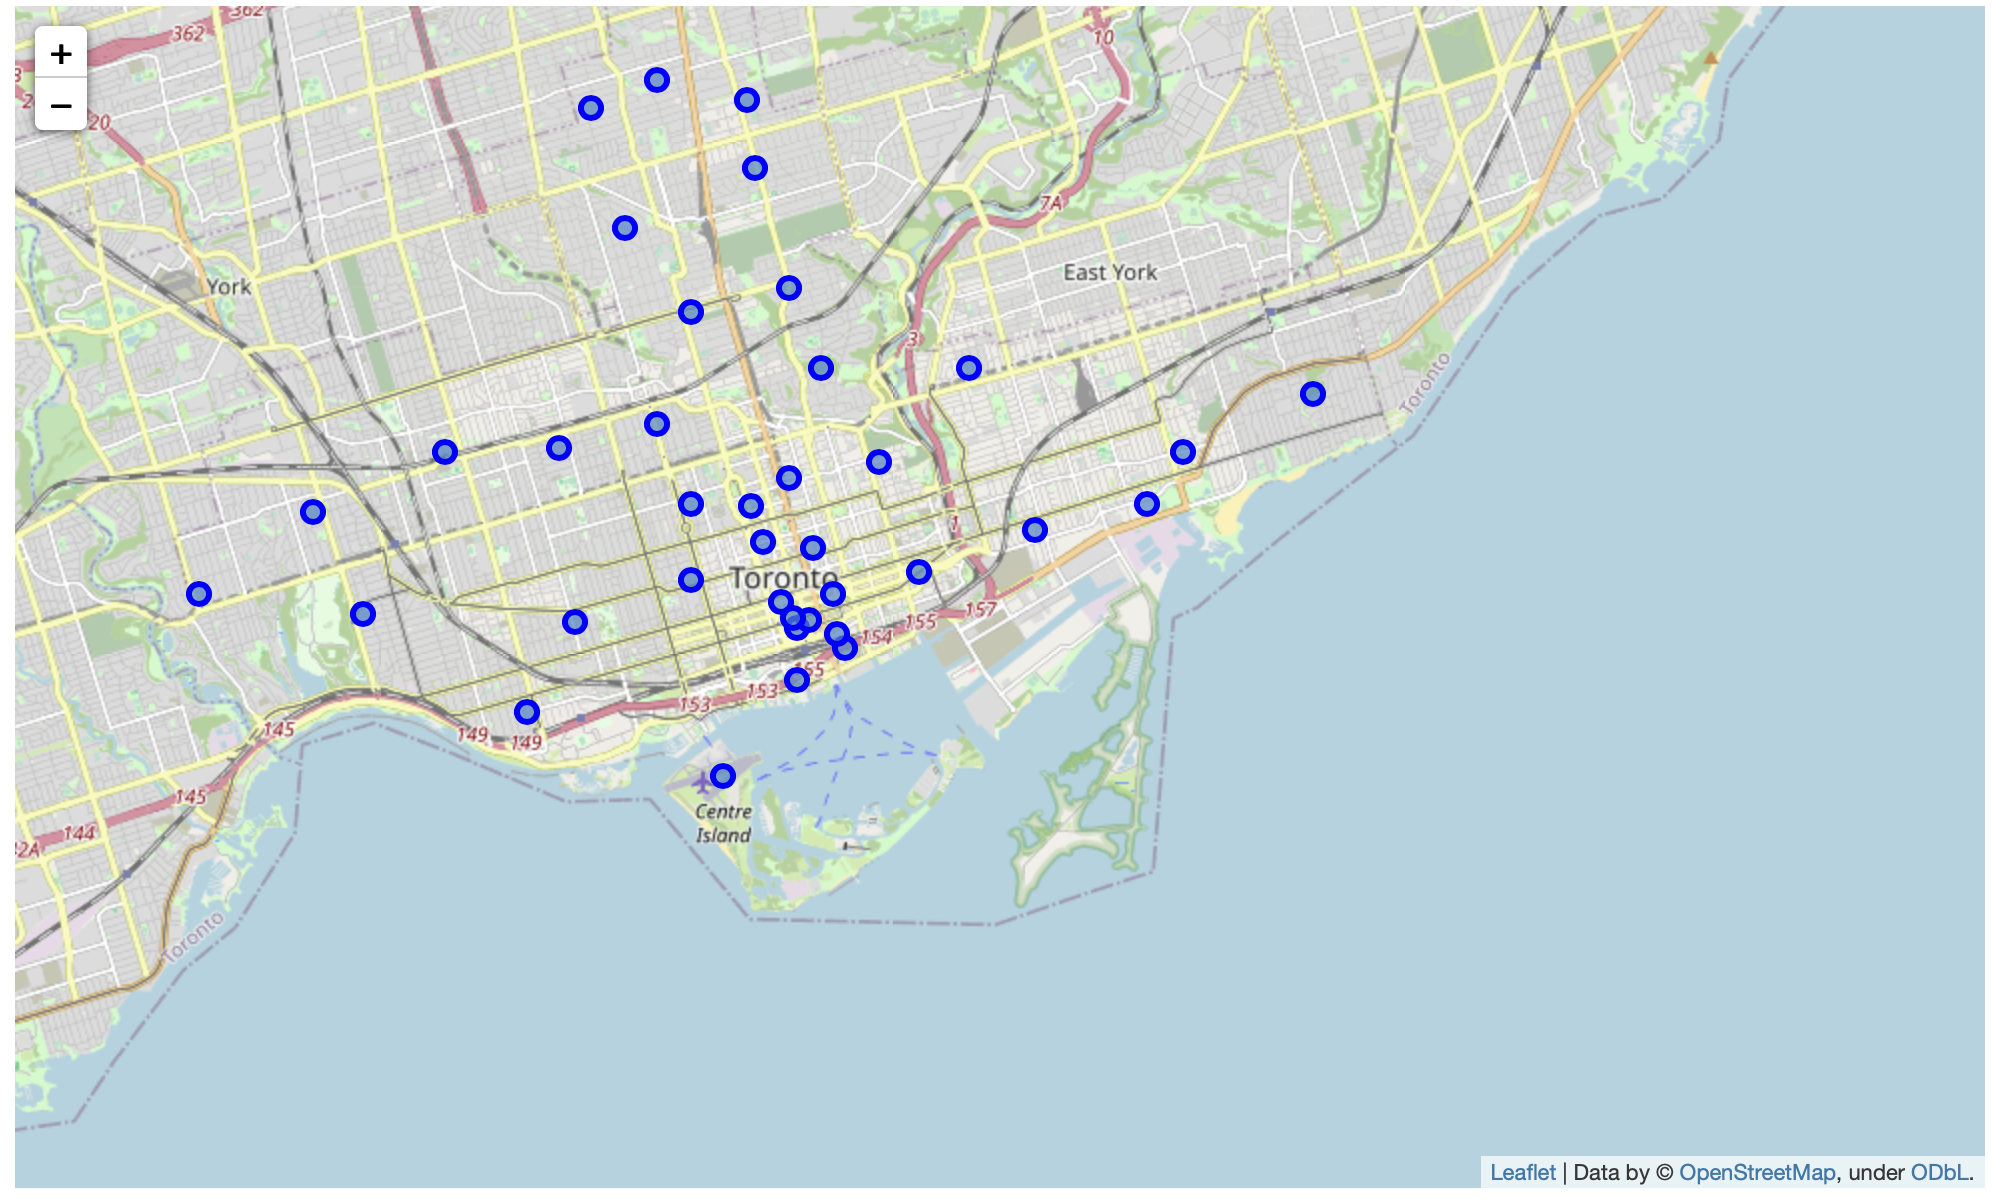 362
362
+
−
20
10
7A
York
East York
3
Toronto
1
Toronto
157
155
154
155
153
153
145
149
149
145
144
Centre
Island
Toronto
Leaflet | Data by © OpenStreetMap, under ODbL.